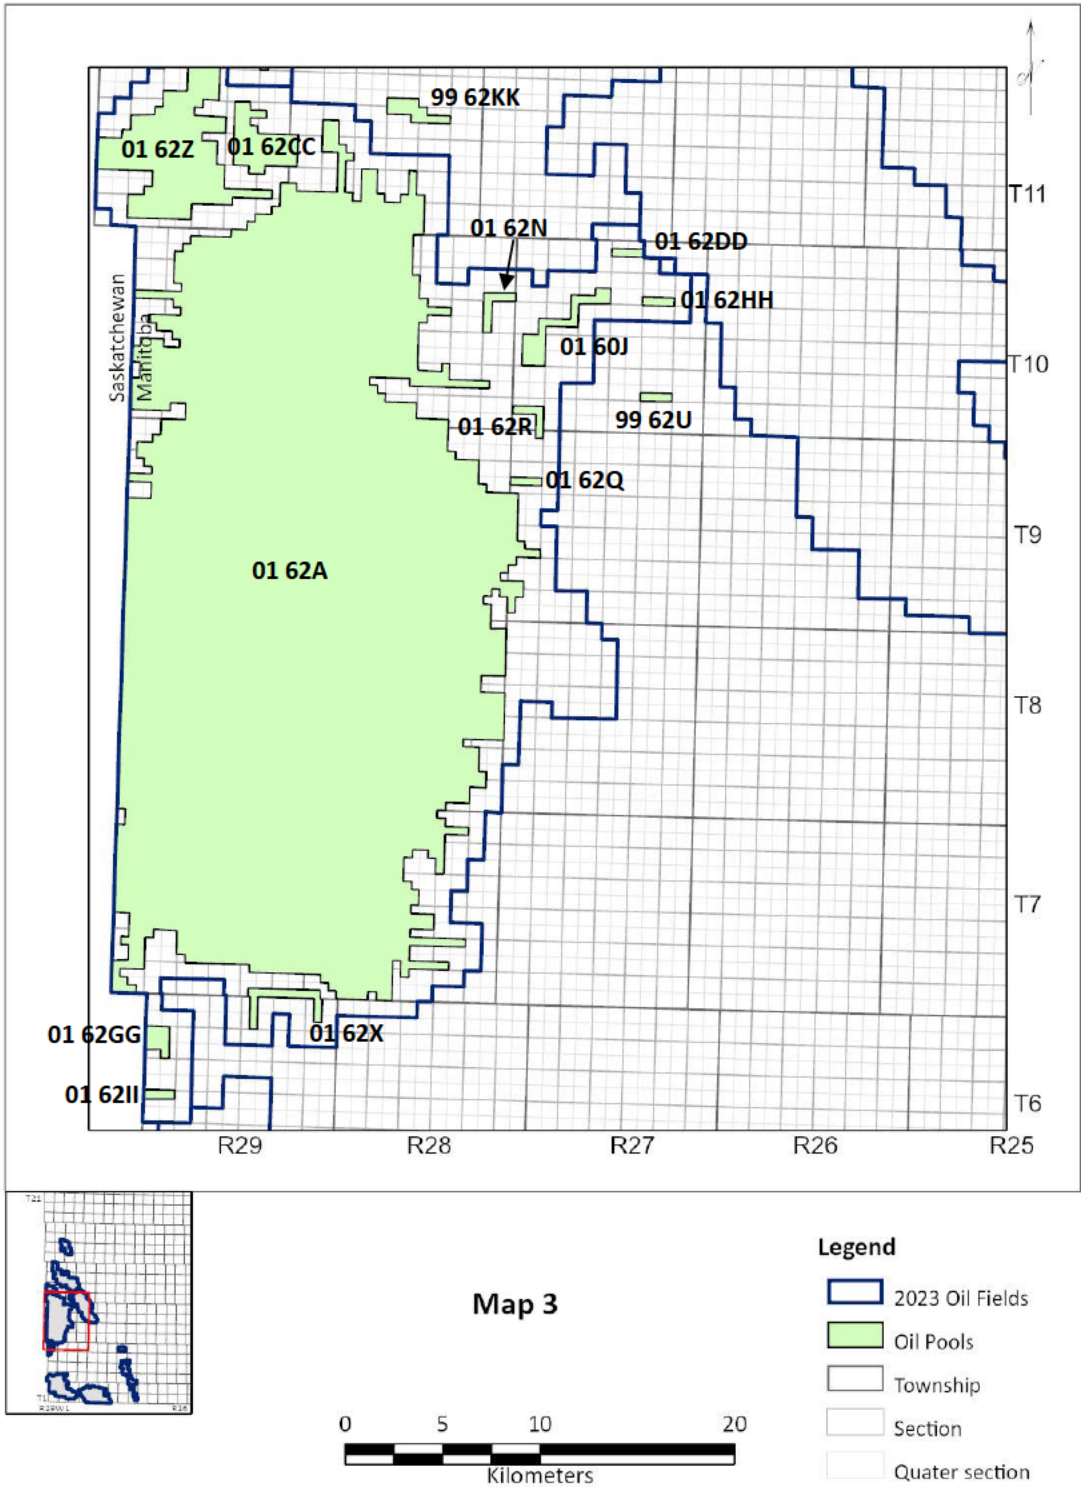 99 62KK
01 62Z
01 62CC
T11
01 62N
01 62DD
01 62HH
Saskatchewan
Manitoba
01 60J
T10
99 62U
01 62R
01 62Q
T9
01 62A
T8
T7
01 62GG
01 62X
01 62II
T6
R29
R28
R27
R26
R25
T21
Legend
Map 3
2023 Oil Fields
Oil Pools
Township
Section
Quater section
0
5
10
20
Kilometers